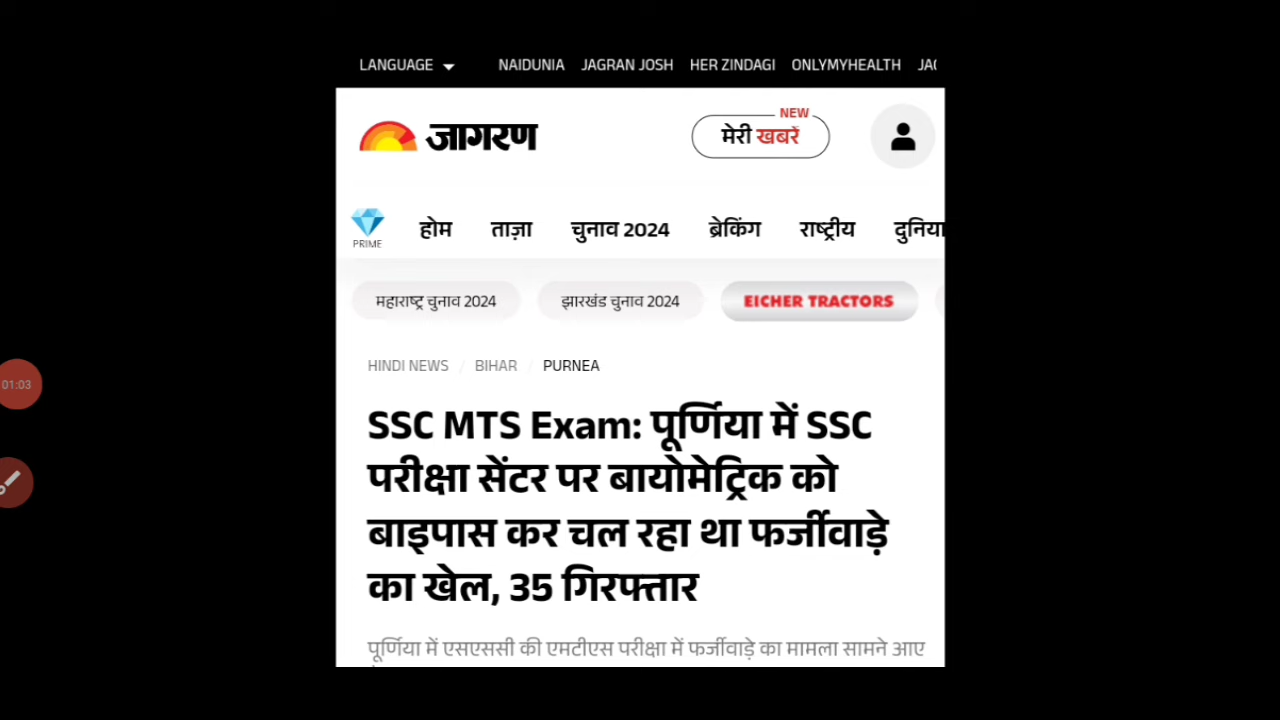 LANGUAGE NAIDUNIA JAGRAN JOSH HER ZINDAGI ONLYMYHEALTH
जागरण NEW मेरी खबरें
PRIME होम ताज़ा चुनाव 2024 ब्रेकिंग राष्ट्रीय दुनिया
महाराष्ट्र चुनाव 2024 झारखंड चुनाव 2024 EICHER TRACTORS
HINDI NEWS / BIHAR / PURNEA
01:03
SSC MTS Exam: पूर्णिया में SSC
परीक्षा सेंटर पर बायोमेट्रिक को
बाइपास कर चल रहा था फर्जीवाड़े
का खेल, 35 गिरफ्तार
पूर्णिया में एसएससी की एमटीएस परीक्षा में फर्जीवाड़े का मामला सामने आए